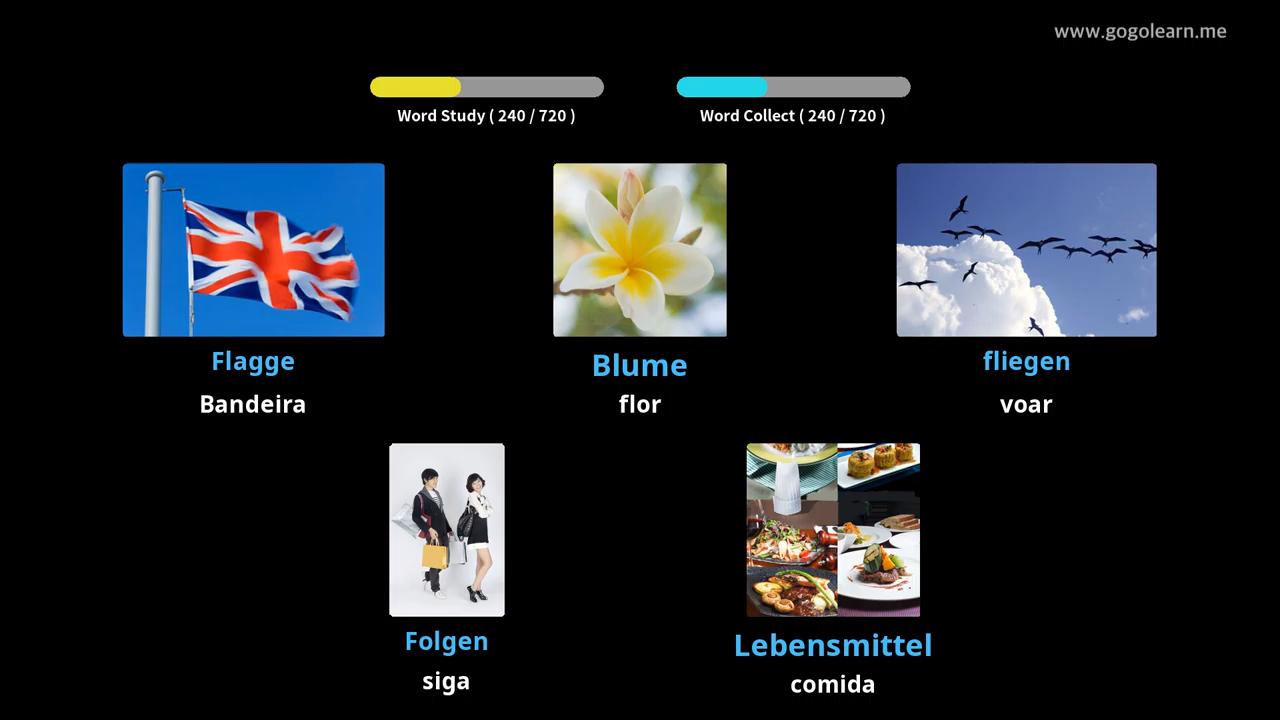 www.gogolearn.me
Word Study ( 240 / 720 )
Word Collect ( 240 / 720 )
Flagge
Blume
fliegen
Bandeira
flor
voar
Folgen
Lebensmittel
siga
comida